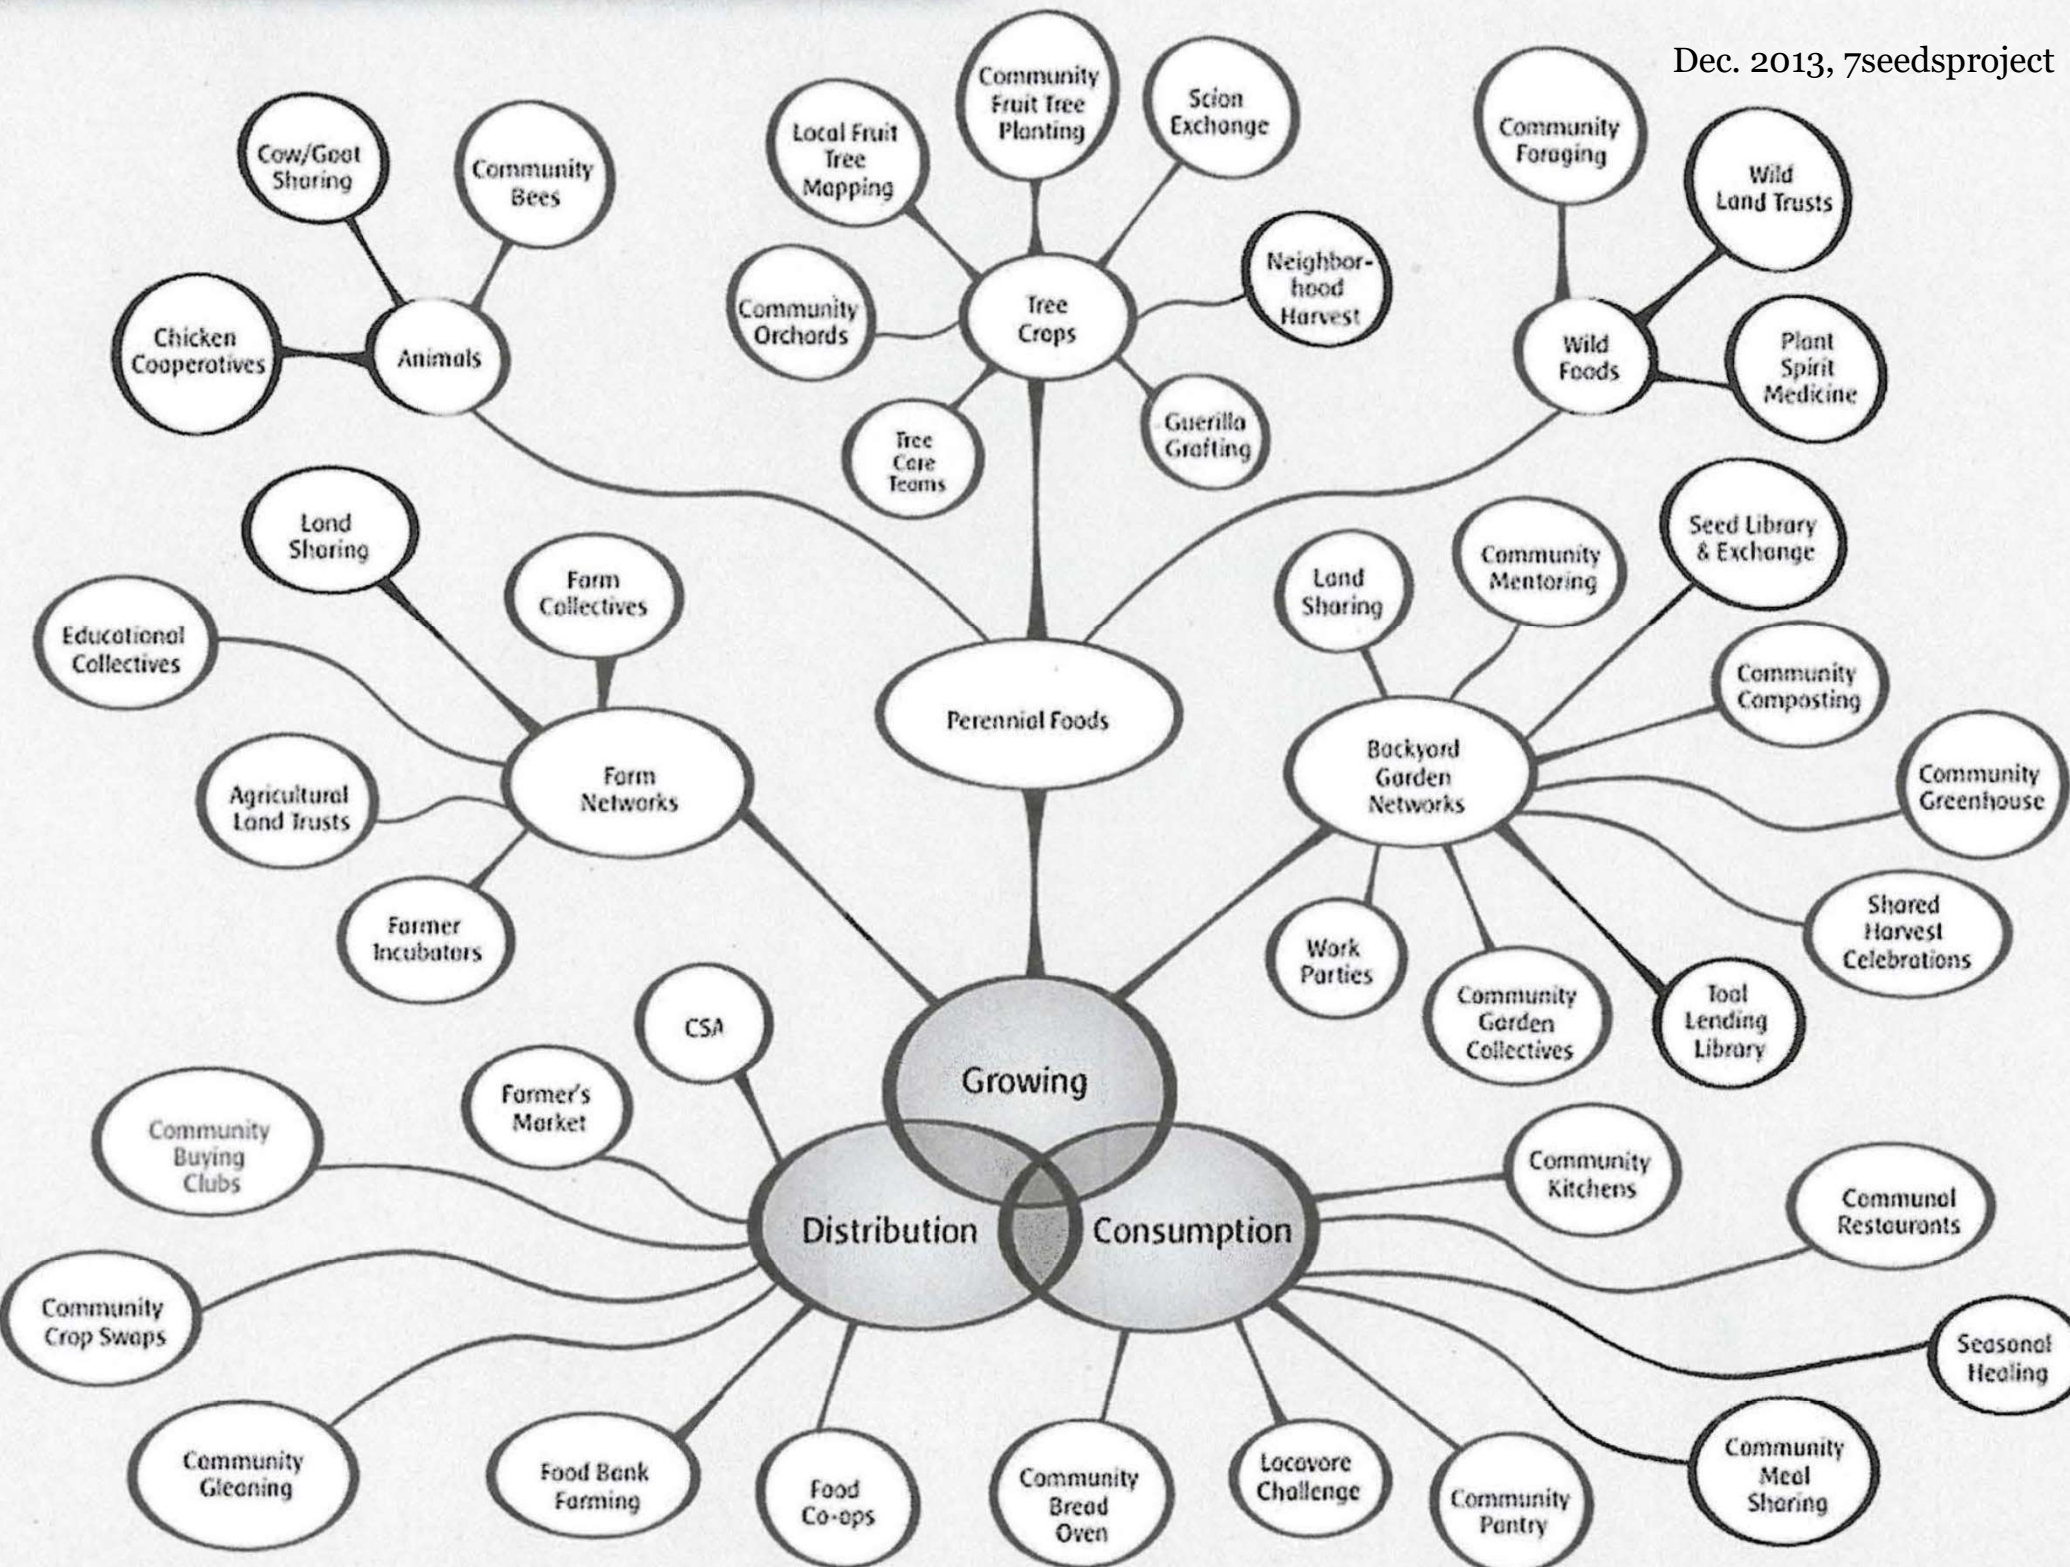 Dec. 2013, 7seedsproject
Community
Fruit Tree
Planting
Scion
Exchange
Local Fruit
Tree
Mapping
Community
Foraging
Wild
Land Trusts
Cow/Goat
Sharing
Community
Bees
Neighbor-
hood
Harvest
Community
Orchards
Tree
Crops
Chicken
Cooperatives
Animals
Wild
Foods
Plant
Spirit
Medicine
Tree
Care
Teams
Guerilla
Grafting
Land
Sharing
Farm
Collectives
Land
Sharing
Community
Mentoring
Seed Library
& Exchange
Educational
Collectives
Community
Composting
Perennial Foods
Agricultural
Land Trusts
Farm
Networks
Backyard
Garden
Networks
Community
Greenhouse
Farmer
Incubators
Work
Parties
Community
Garden
Collectives
Tool
Lending
Library
Shared
Harvest
Celebrations
CSA
Growing
Farmer's
Market
Community
Buying
Clubs
Distribution
Consumption
Community
Kitchens
Communal
Restaurants
Community
Crop Swaps
Seasonal
Healing
Community
Gleaning
Food Bank
Farming
Food
Co-ops
Community
Bread
Oven
Locavore
Challenge
Community
Pantry
Community
Meal
Sharing